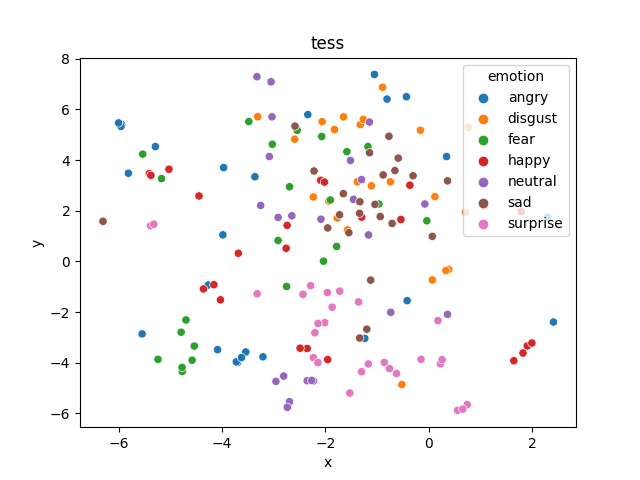 tess
y
8
6
4
2
0
−2
−4
−6
emotion
angry
disgust
fear
happy
neutral
sad
surprise
−6 −4 −2 0 2
x